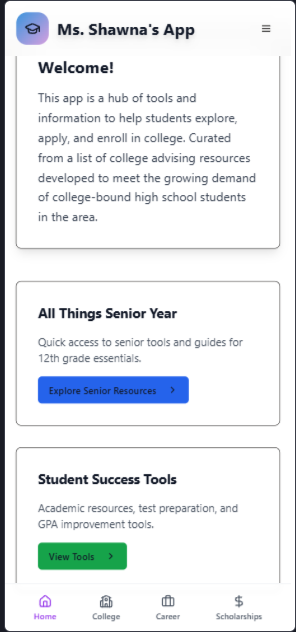 Ms. Shawna's App
Welcome!
This app is a hub of tools and
information to help students explore,
apply, and enroll in college. Curated
from a list of college advising resources
developed to meet the growing demand
of college-bound high school students
in the area.
All Things Senior Year
Quick access to senior tools and guides for
12th grade essentials.
Explore Senior Resources
Student Success Tools
Academic resources, test preparation, and
GPA improvement tools.
View Tools
Home College Career Scholarships